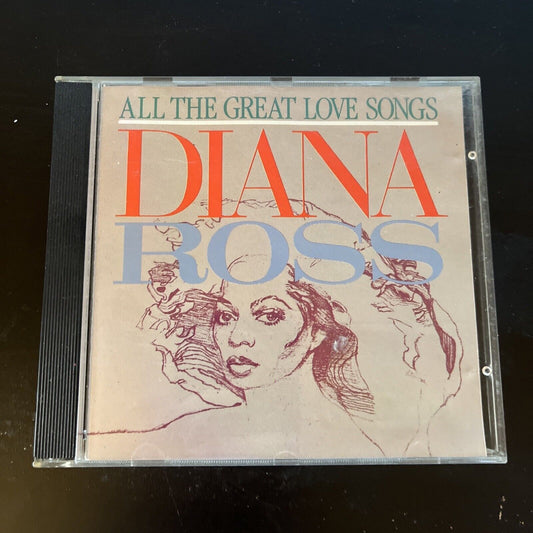 ALL THE GREAT LOVE SONGS
DIANA
ROSS